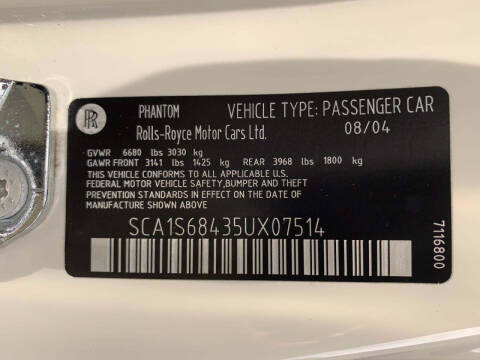 RR
PHANTOM VEHICLE TYPE: PASSENGER CAR
Rolls-Royce Motor Cars Ltd. 08/04
GVWR 6680 lbs 3030 kg
GAWR FRONT 3141 lbs 1425 kg REAR 3968 lbs 1800 kg
THIS VEHICLE CONFORMS TO ALL APPLICABLE U.S.
FEDERAL MOTOR VEHICLE SAFETY,BUMPER AND THEFT
PREVENTION STANDARDS IN EFFECT ON THE DATE OF
MANUFACTURE SHOWN ABOVE
SCA1S68435UX07514
7116800